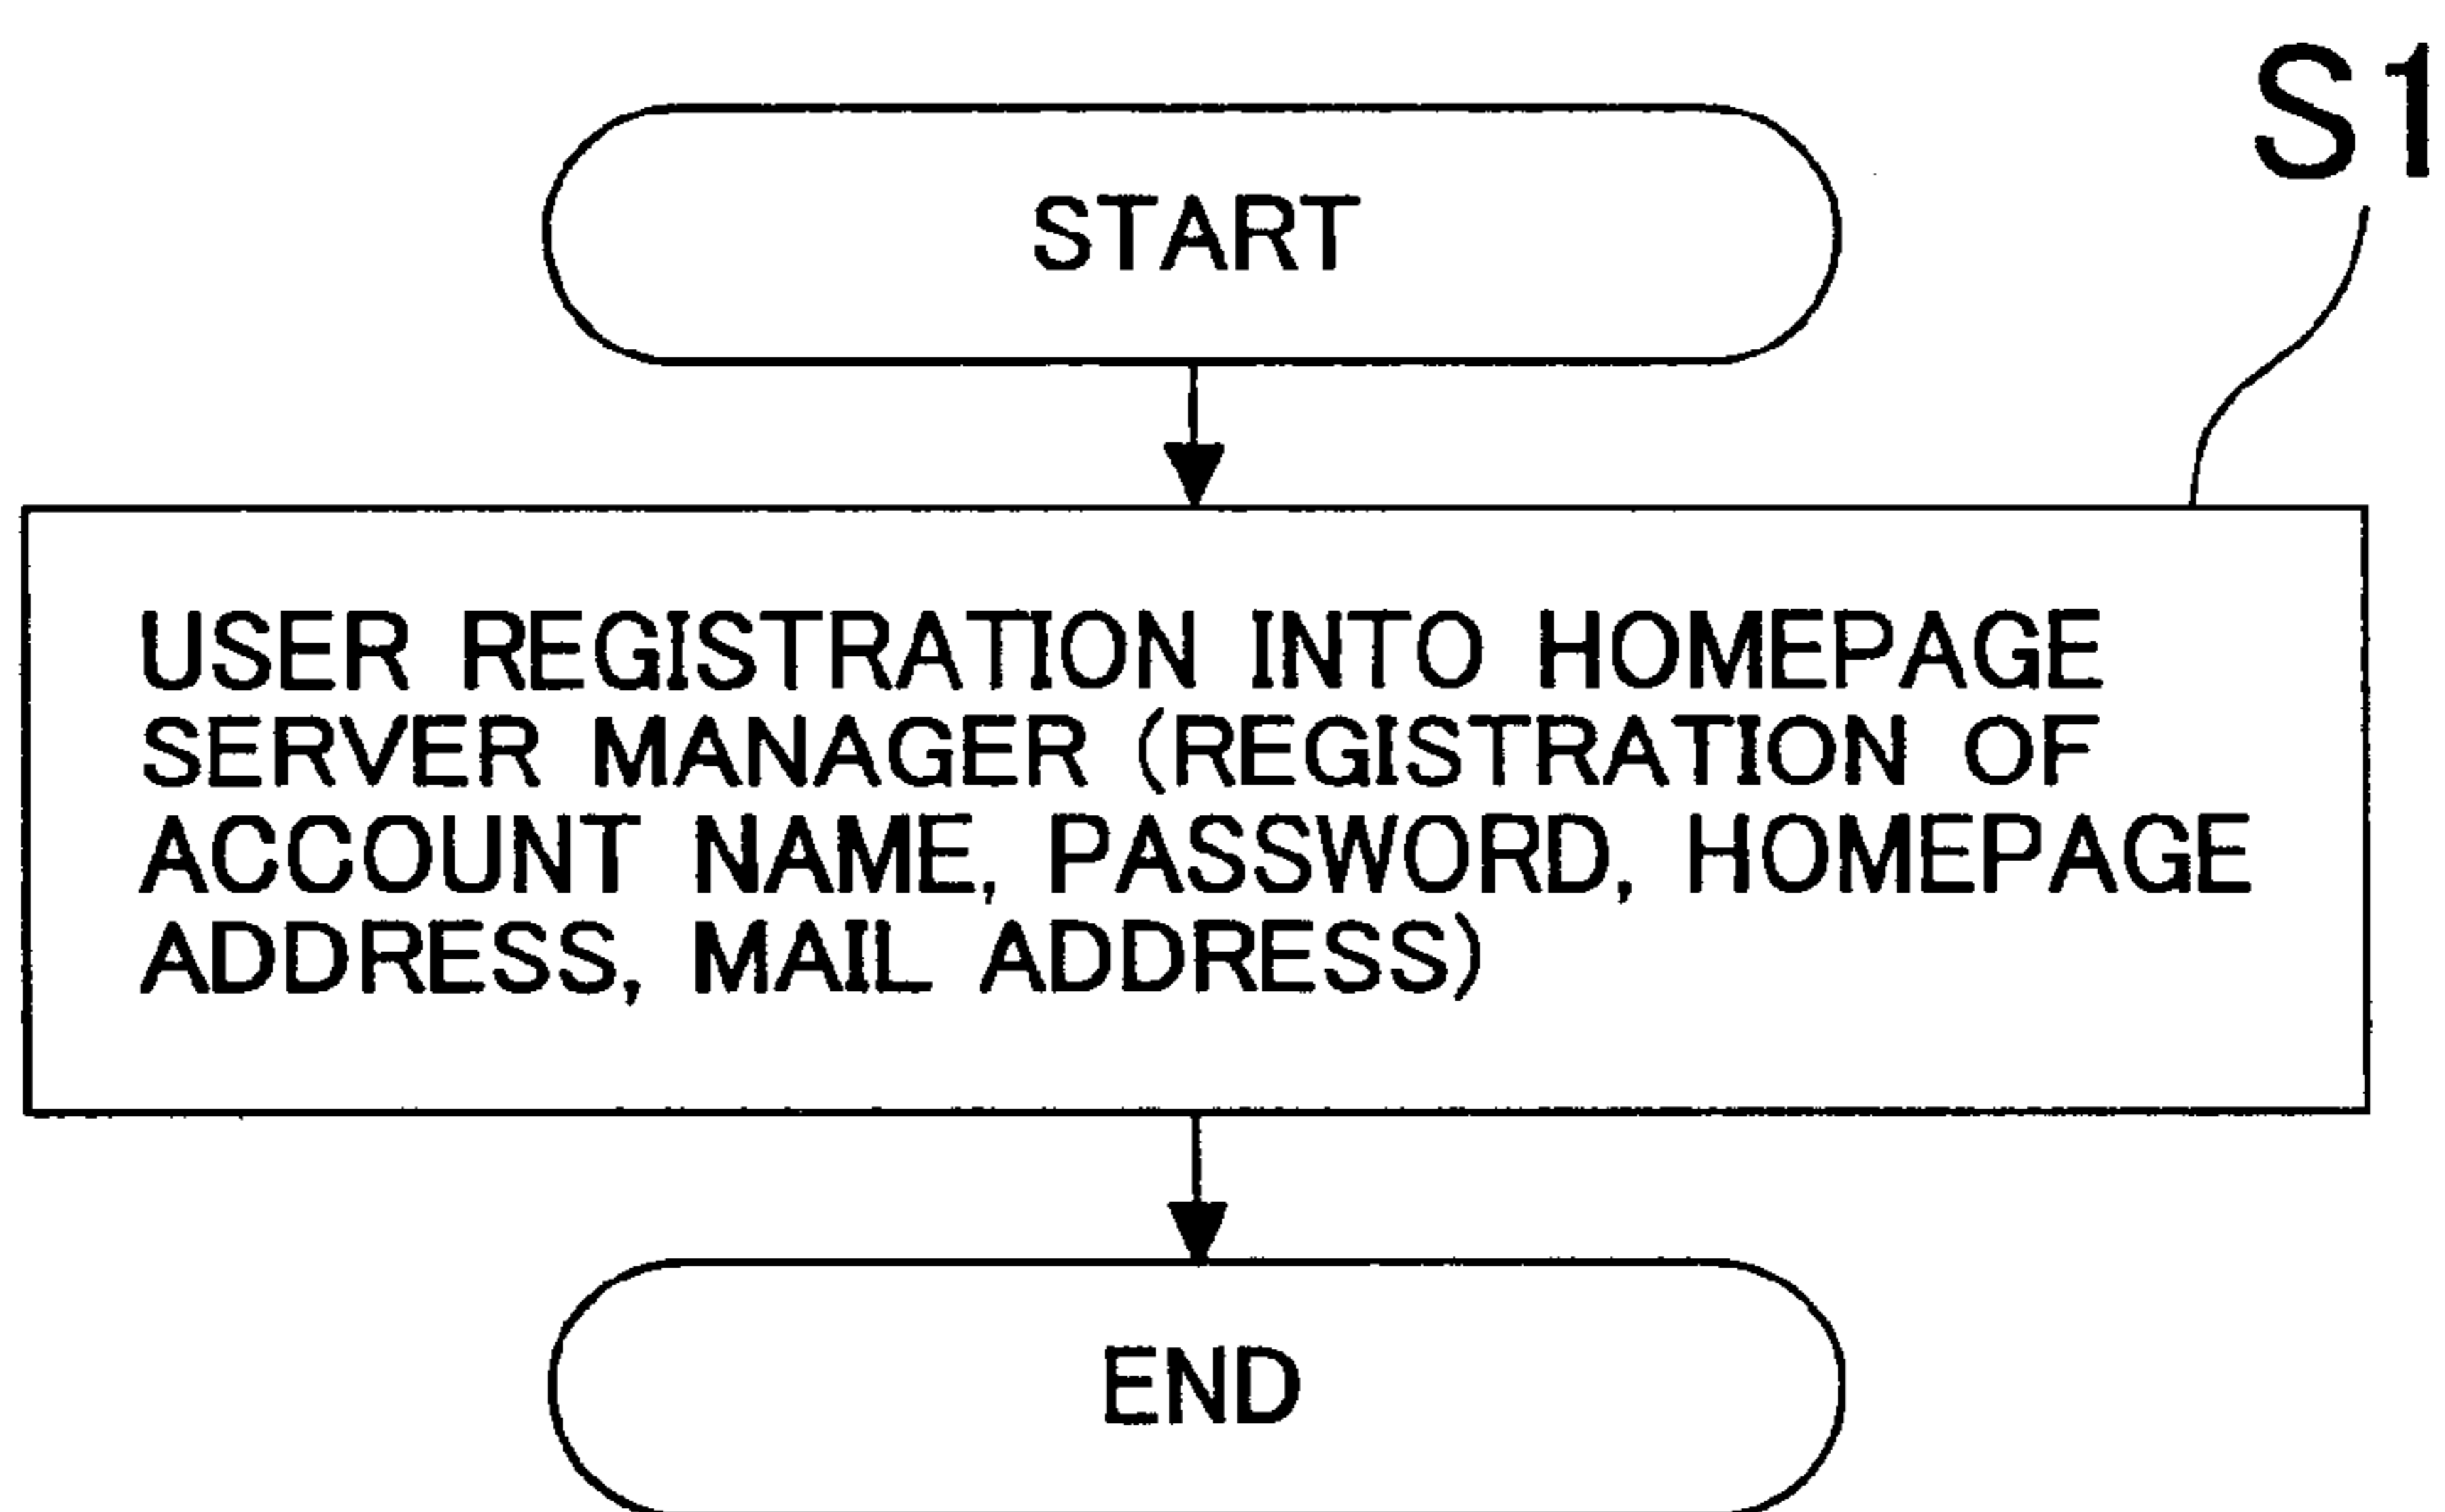 S1
START
USER REGISTRATION INTO HOMEPAGE
SERVER MANAGER (REGISTRATION OF
ACCOUNT NAME, PASSWORD, HOMEPAGE
ADDRESS, MAIL ADDRESS)
END